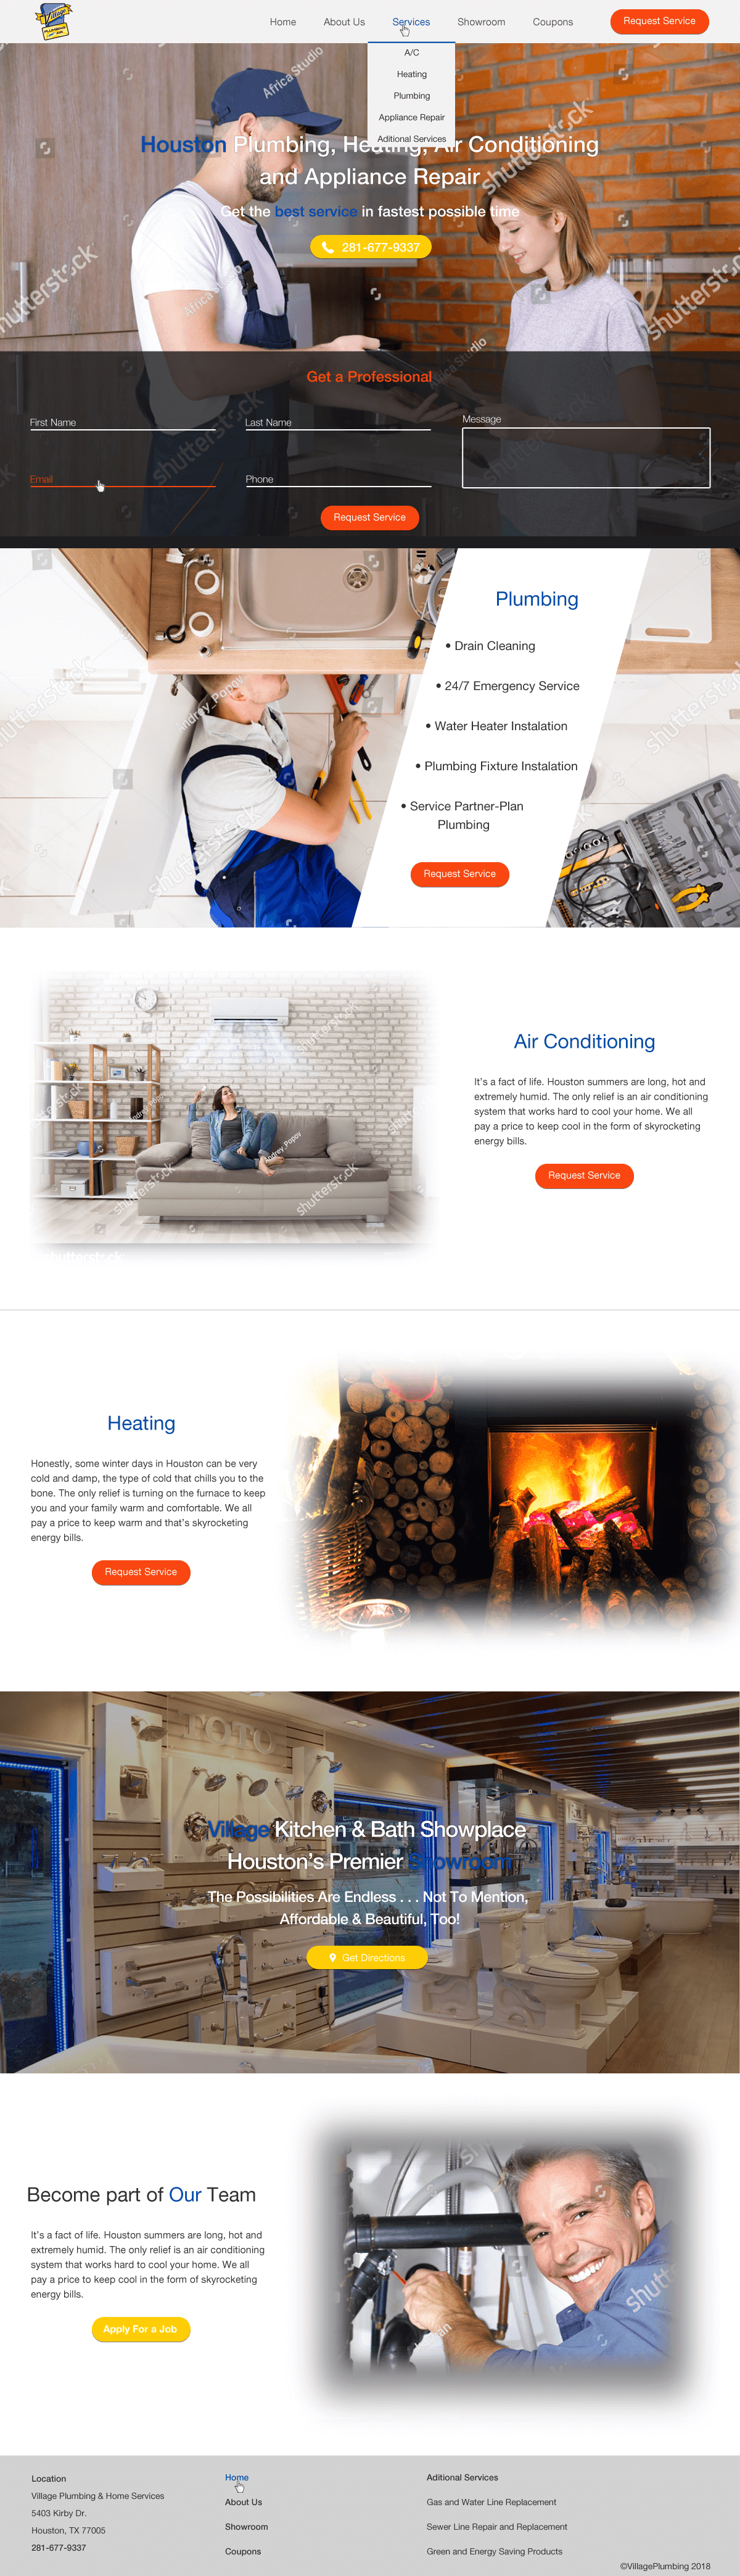 Village
Home About Us Services Showroom Coupons Request Service
A/C
Heating
Plumbing
Appliance Repair
Aditional Services
Houston Plumbing, Heating, Air Conditioning
and Appliance Repair
Get the best service in fastest possible time
281-677-9337
Get a Professional
First Name
Last Name
Message
Email
Phone
Request Service
Plumbing
• Drain Cleaning
• 24/7 Emergency Service
• Water Heater Instalation
• Plumbing Fixture Instalation
• Service Partner-Plan
Plumbing
Request Service
Air Conditioning
It's a fact of life. Houston summers are long, hot and
extremely humid. The only relief is an air conditioning
system that works hard to cool your home. We all
pay a price to keep cool in the form of skyrocketing
energy bills.
Request Service
Heating
Honestly, some winter days in Houston can be very
cold and damp, the type of cold that chills you to the
bone. The only relief is turning on the furnace to keep
you and your family warm and comfortable. We all
pay a price to keep warm and that's skyrocketing
energy bills.
Request Service
TOTO
Village Kitchen & Bath Showplace
Houston's Premier Showroom
The Possibilities Are Endless . . . Not To Mention,
Affordable & Beautiful, Too!
Get Directions
Become part of Our Team
It's a fact of life. Houston summers are long, hot and
extremely humid. The only relief is an air conditioning
system that works hard to cool your home. We all
pay a price to keep cool in the form of skyrocketing
energy bills.
Apply For a Job
Location
Village Plumbing & Home Services
5403 Kirby Dr.
Houston, TX 77005
281-677-9337
Home
About Us
Showroom
Coupons
Aditional Services
Gas and Water Line Replacement
Sewer Line Repair and Replacement
Green and Energy Saving Products
©VillagePlumbing 2018